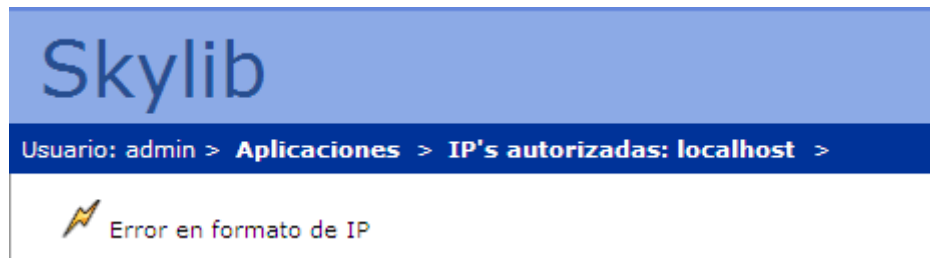 Skylib
Usuario: admin > Aplicaciones > IP's autorizadas: localhost >
Error en formato de IP